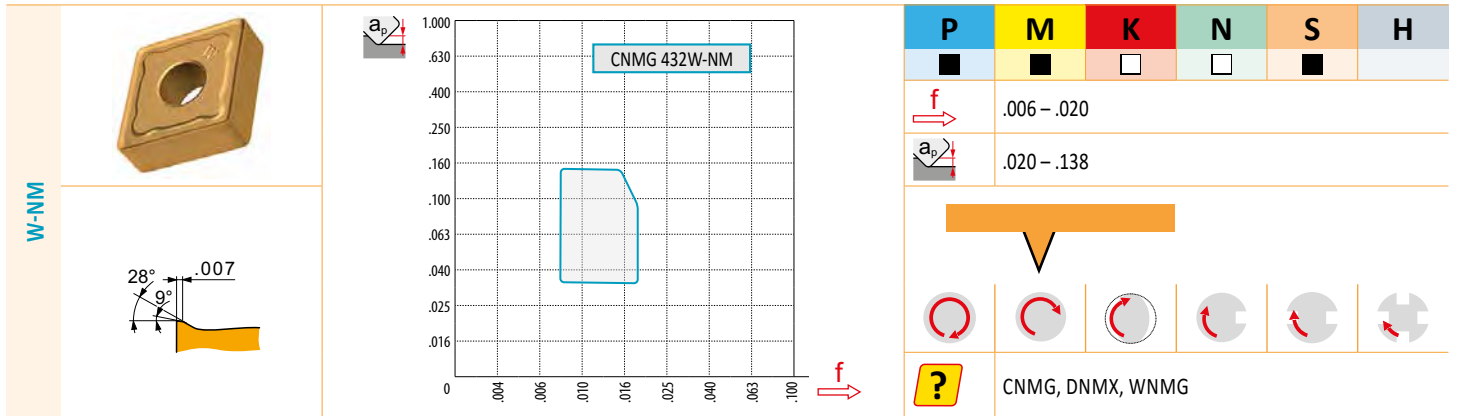 W-NM
28°
9°
.007
ap
1.000
.630
.400
.250
.160
.100
.063
.040
.025
.016
0
.004
.006
.010
.016
.025
.040
.063
.100
f
CNMG 432W-NM
P M K N S H
f .006 – .020
ap .020 – .138
? CNMG, DNMX, WNMG